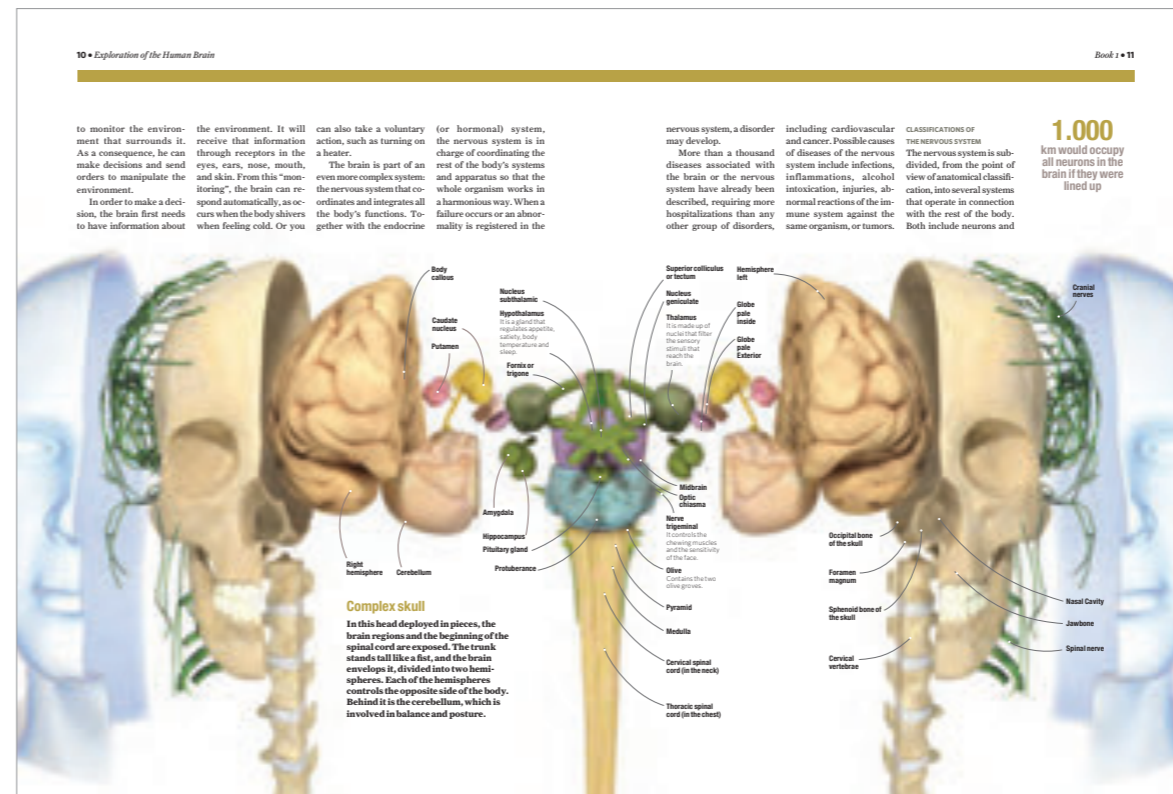 10 • Exploration of the Human Brain
Book 1 • 11
to monitor the environ-
ment that surrounds it.
As a consequence, he can
make decisions and send
orders to manipulate the
environment.
In order to make a deci-
sion, the brain first needs
to have information about
the environment. It will
receive that information
through receptors in the
eyes, ears, nose, mouth,
and skin. From this “mon-
itoring”, the brain can re-
spond automatically, as oc-
curs when the body shivers
when feeling cold. Or you
can also take a voluntary
action, such as turning on
a heater.
The brain is part of an
even more complex system:
the nervous system that co-
ordinates and integrates all
the body's functions. To-
gether with the endocrine
(or hormonal) system,
the nervous system is in
charge of coordinating the
rest of the body's systems
and apparatus so that the
whole organism works in
a harmonious way. When a
failure occurs or an abnor-
mality is registered in the
nervous system, a disorder
may develop.
More than a thousand
diseases associated with
the brain or the nervous
system have already been
described, requiring more
hospitalizations than any
other group of disorders,
including cardiovascular
and cancer. Possible causes
of diseases of the nervous
system include infections,
inflammations, alcohol
intoxication, injuries, ab-
normal reactions of the im-
mune system against the
same organism, or tumors.
CLASSIFICATIONS OF
THE NERVOUS SYSTEM
The nervous system is sub-
divided, from the point of
view of anatomical classifi-
cation, into several systems
that operate in connection
with the rest of the body.
Both include neurons and
1.000
km would occupy
all neurons in the
brain if they were
lined up
Body
callous
Caudate
nucleus
Putamen
Nucleus
subthalamic
Hypothalamus
It is a gland that
regulates appetite,
satiety, body
temperature and
sleep.
Fornix or
trigone
Superior colliculus
or tectum
Nucleus
geniculate
Thalamus
It is made up of
nuclei that filter
the sensory
stimuli that
reach the
brain.
Hemisphere
left
Globe
pale
inside
Globe
pale
Exterior
Cranial
nerves
Amygdala
Hippocampus
Pituitary gland
Protuberance
Right
hemisphere
Cerebellum
Midbrain
Optic
chiasma
Nerve
trigeminal
It controls the
chewing muscles
and the sensitivity
of the face.
Olive
Contains the two
olive groves.
Pyramid
Medulla
Cervical spinal
cord (in the neck)
Thoracic spinal
cord (in the chest)
Occipital bone
of the skull
Foramen
magnum
Sphenoid bone of
the skull
Cervical
vertebrae
Nasal Cavity
Jawbone
Spinal nerve
Complex skull
In this head deployed in pieces, the
brain regions and the beginning of the
spinal cord are exposed. The trunk
stands tall like a fist, and the brain
envelops it, divided into two hemi-
spheres. Each of the hemispheres
controls the opposite side of the body.
Behind it is the cerebellum, which is
involved in balance and posture.